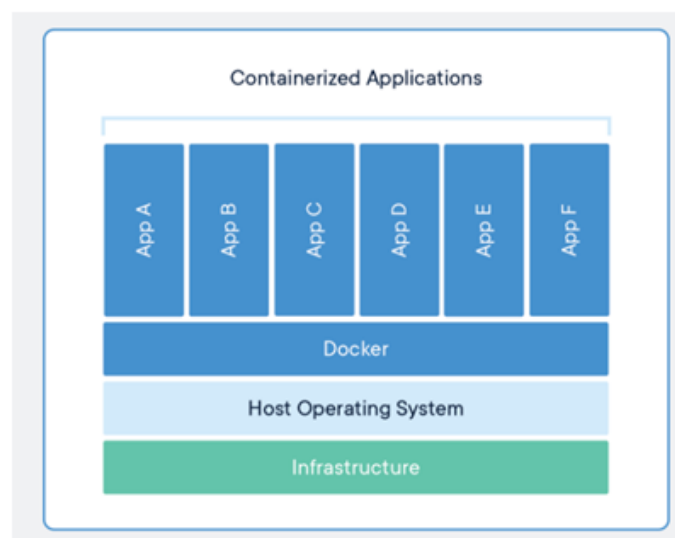 Containerized Applications
App A
App B
App C
App D
App E
App F
Docker
Host Operating System
Infrastructure